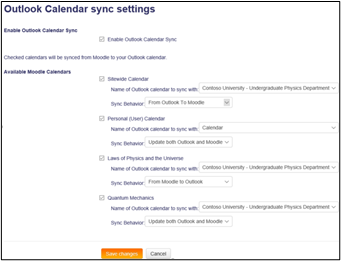 Outlook Calendar sync settings
Enable Outlook Calendar Sync
Enable Outlook Calendar Sync
Checked calendars will be synced from Moodle to your Outlook calendar.
Available Moodle Calendars
Sitewide Calendar
Name of Outlook calendar to sync with: Contoso University - Undergraduate Physics Department
Sync Behavior: From Outlook To Moodle
Personal (User) Calendar
Name of Outlook calendar to sync with: Calendar
Sync Behavior: Update both Outlook and Moodle
Laws of Physics and the Universe
Name of Outlook calendar to sync with: Contoso University - Undergraduate Physics Department
Sync Behavior: From Moodle to Outlook
Quantum Mechanics
Name of Outlook calendar to sync with: Contoso University - Undergraduate Physics Department
Sync Behavior: Update both Outlook and Moodle
Save changes Cancel